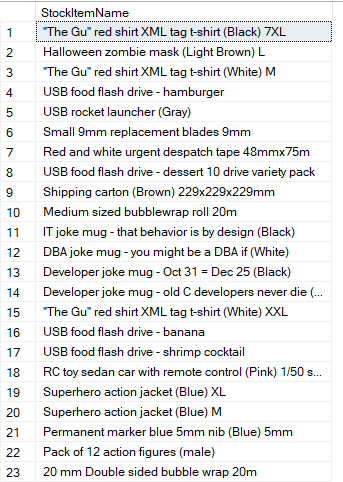 StockItemName
1 "The Gu" red shirt XML tag t-shirt (Black) 7XL
2 Halloween zombie mask (Light Brown) L
3 "The Gu" red shirt XML tag t-shirt (White) M
4 USB food flash drive - hamburger
5 USB rocket launcher (Gray)
6 Small 9mm replacement blades 9mm
7 Red and white urgent despatch tape 48mmx75m
8 USB food flash drive - dessert 10 drive variety pack
9 Shipping carton (Brown) 229x229x229mm
10 Medium sized bubblewrap roll 20m
11 IT joke mug - that behavior is by design (Black)
12 DBA joke mug - you might be a DBA if (White)
13 Developer joke mug - Oct 31 = Dec 25 (Black)
14 Developer joke mug - old C developers never die (...
15 "The Gu" red shirt XML tag t-shirt (White) XXL
16 USB food flash drive - banana
17 USB food flash drive - shrimp cocktail
18 RC toy sedan car with remote control (Pink) 1/50 s...
19 Superhero action jacket (Blue) XL
20 Superhero action jacket (Blue) M
21 Permanent marker blue 5mm nib (Blue) 5mm
22 Pack of 12 action figures (male)
23 20 mm Double sided bubble wrap 20m